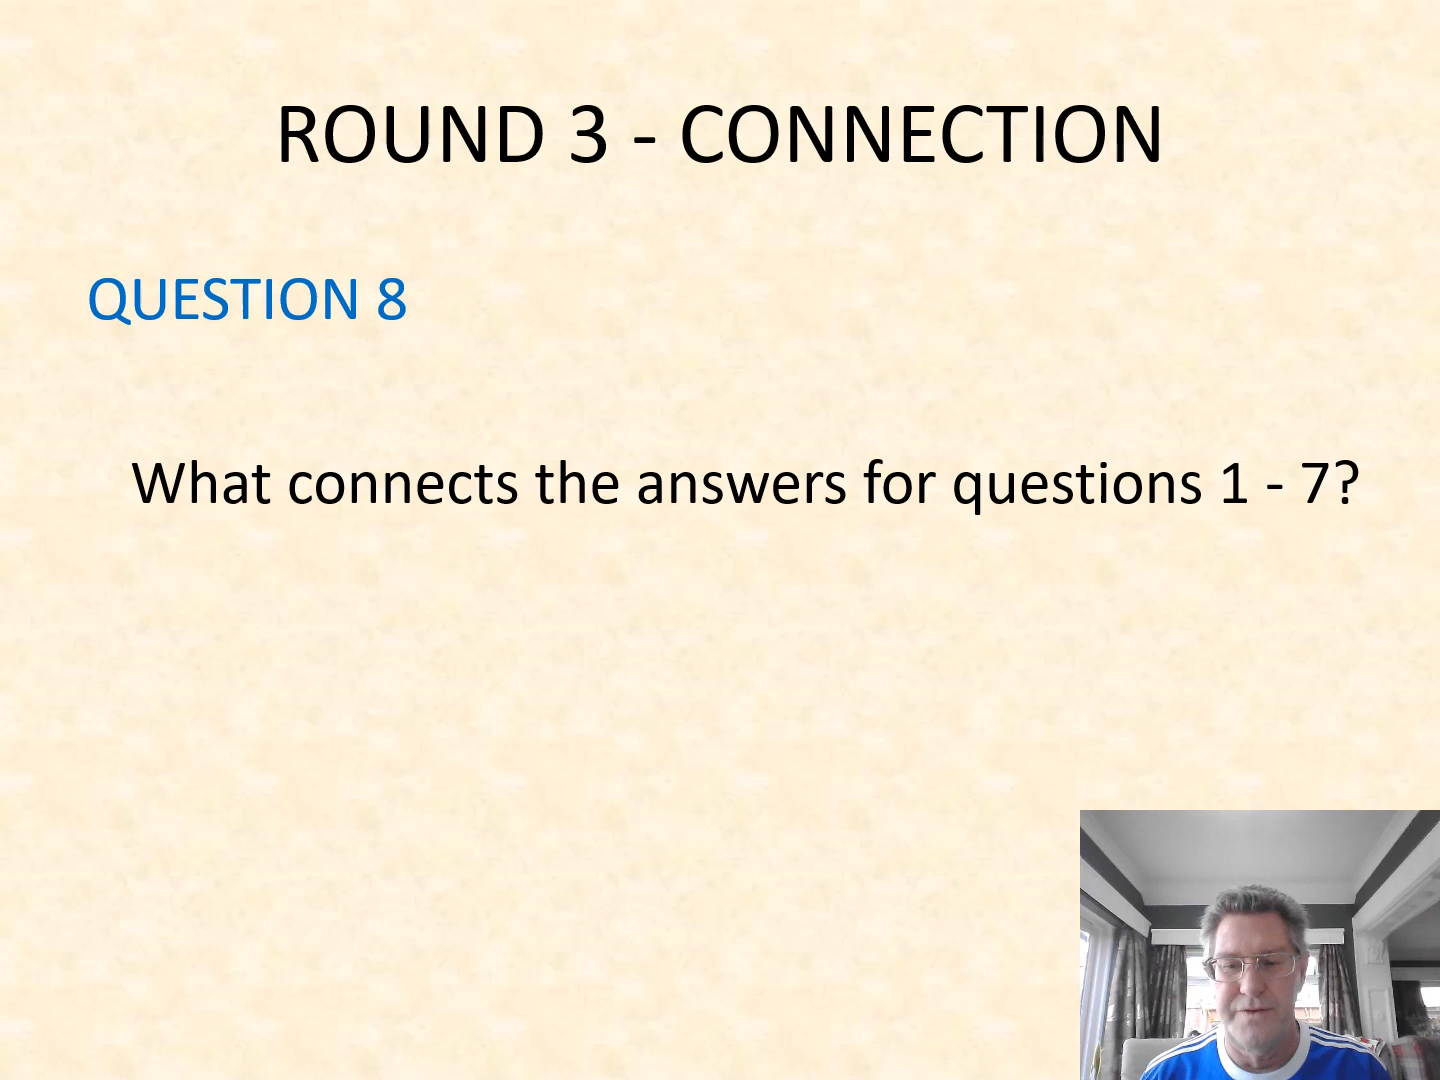 ROUND 3 - CONNECTION
QUESTION 8
What connects the answers for questions 1 - 7?